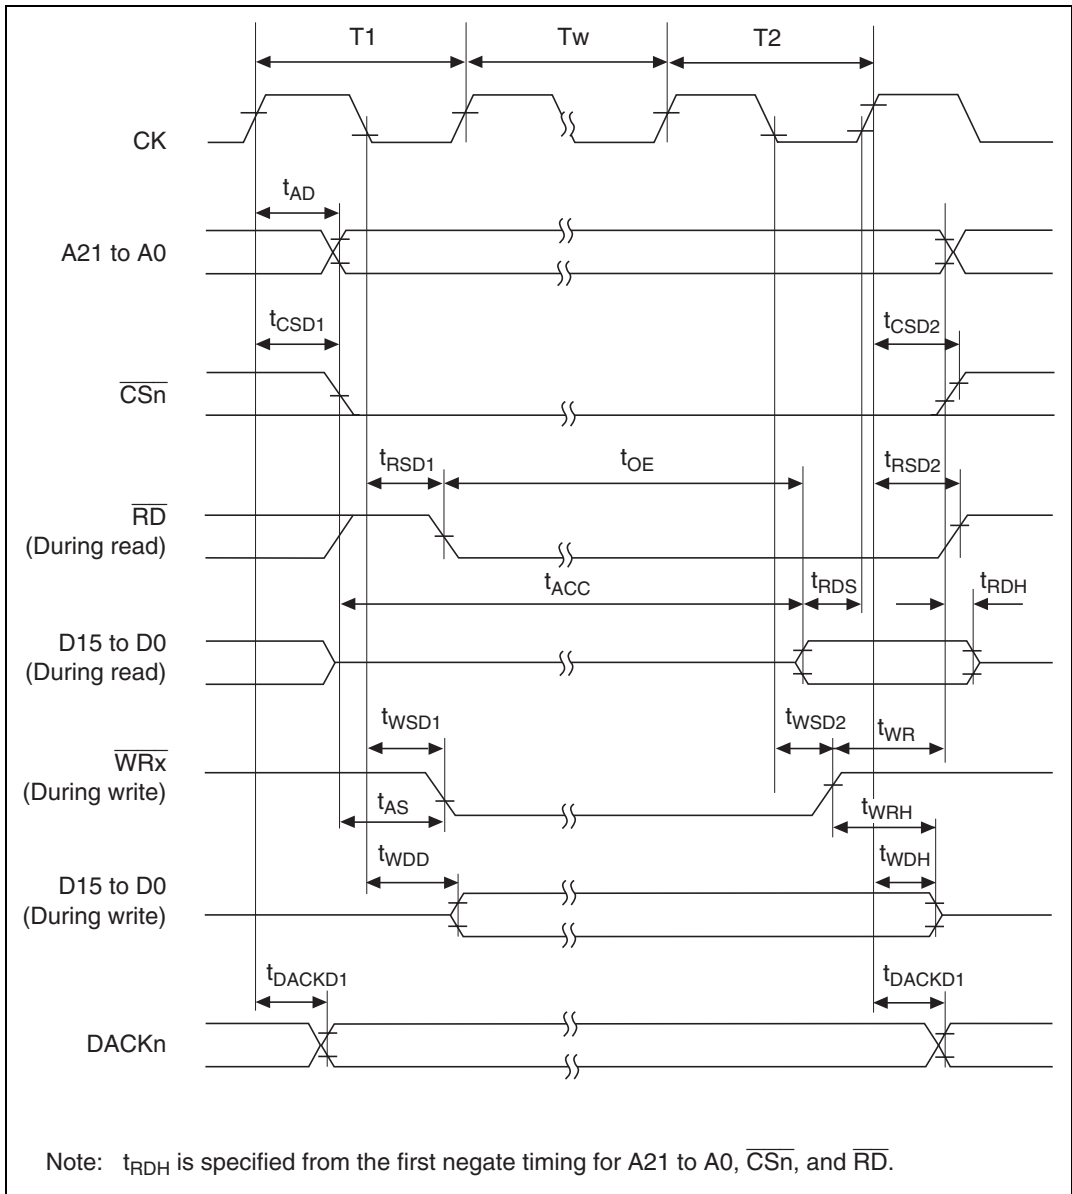 T1 Tw T2
CK
tAD
A21 to A0
tCSD1 tCSD2
CSn
tRSD1 tOE tRSD2
RD
(During read)
tACC tRDS tRDH
D15 to D0
(During read)
tWSD1 tWSD2 tWR
WRx
(During write)
tAS tWRH
tWDD tWDH
D15 to D0
(During write)
tDACKD1 tDACKD1
DACKn
Note: tRDH is specified from the first negate timing for A21 to A0, CSn, and RD.